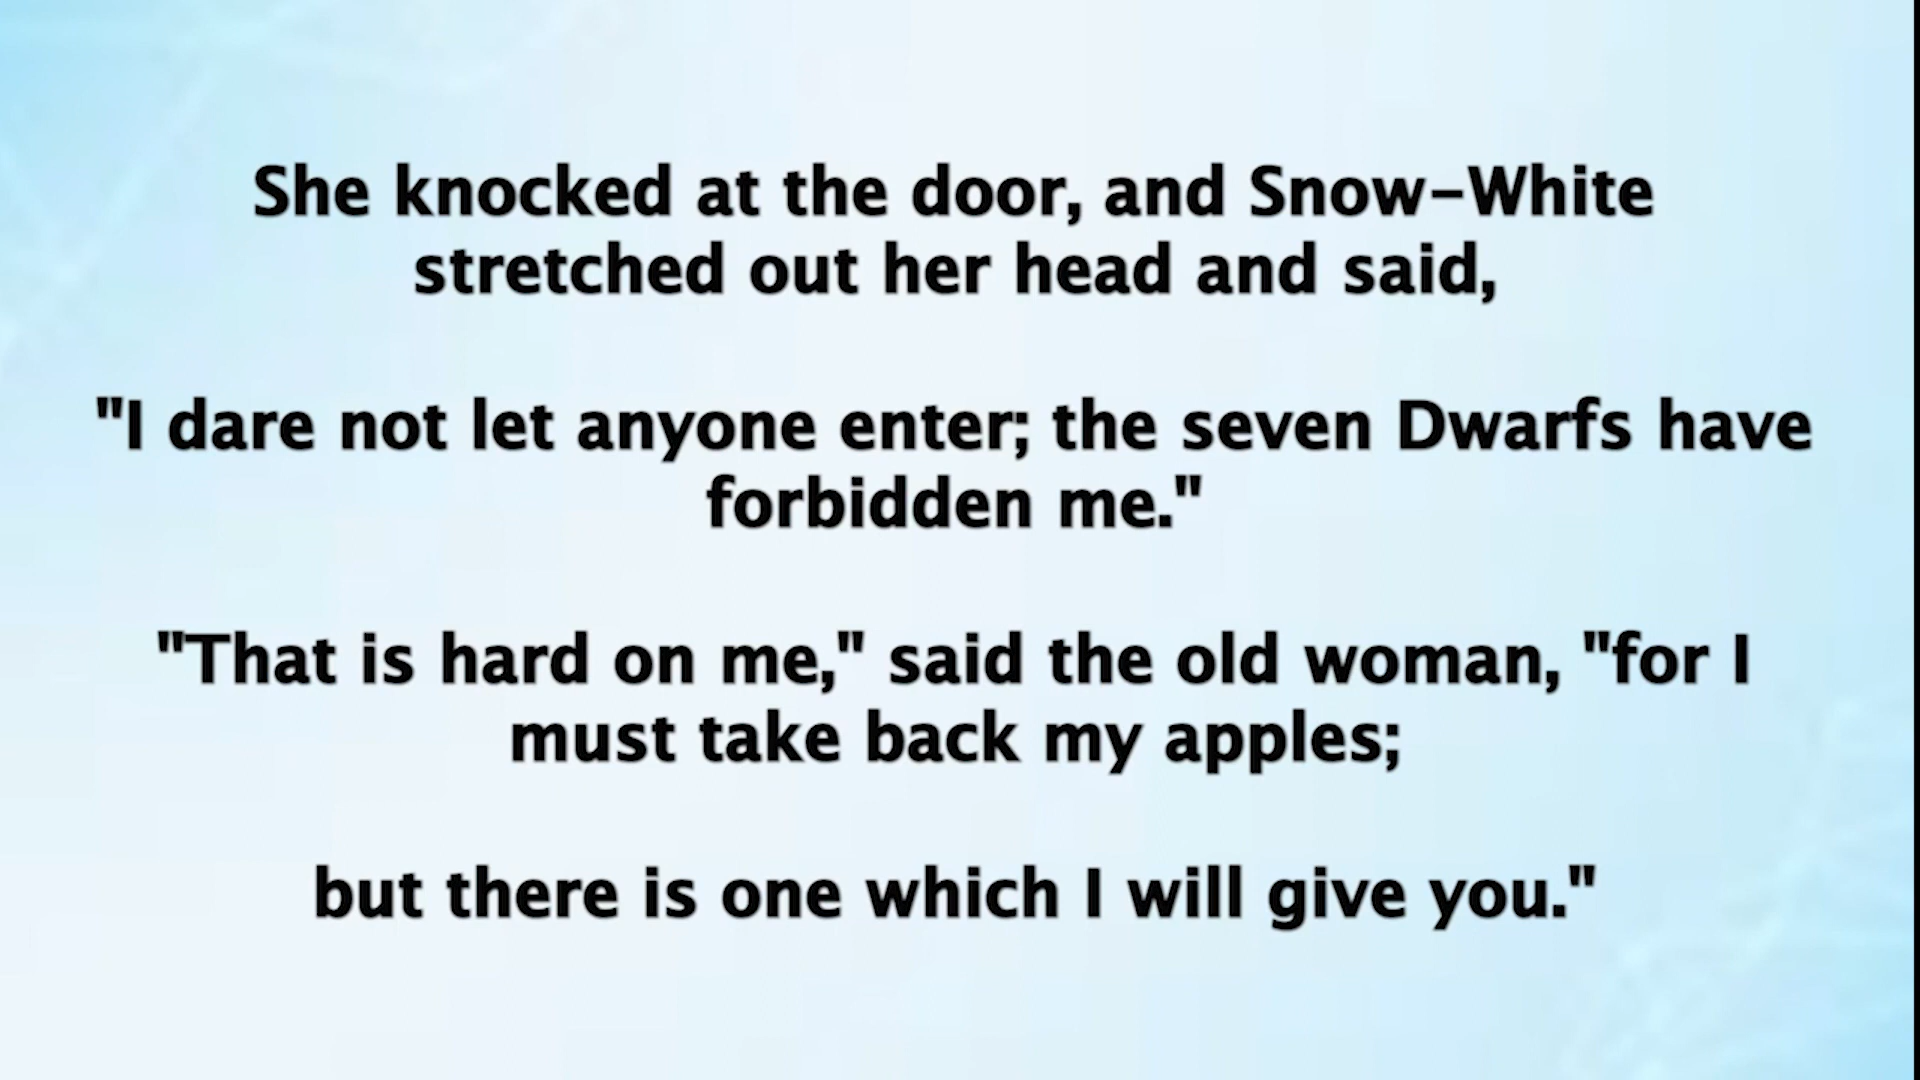 She knocked at the door, and Snow-White
stretched out her head and said,
"I dare not let anyone enter; the seven Dwarfs have
forbidden me."
"That is hard on me," said the old woman, "for I
must take back my apples;
but there is one which I will give you."